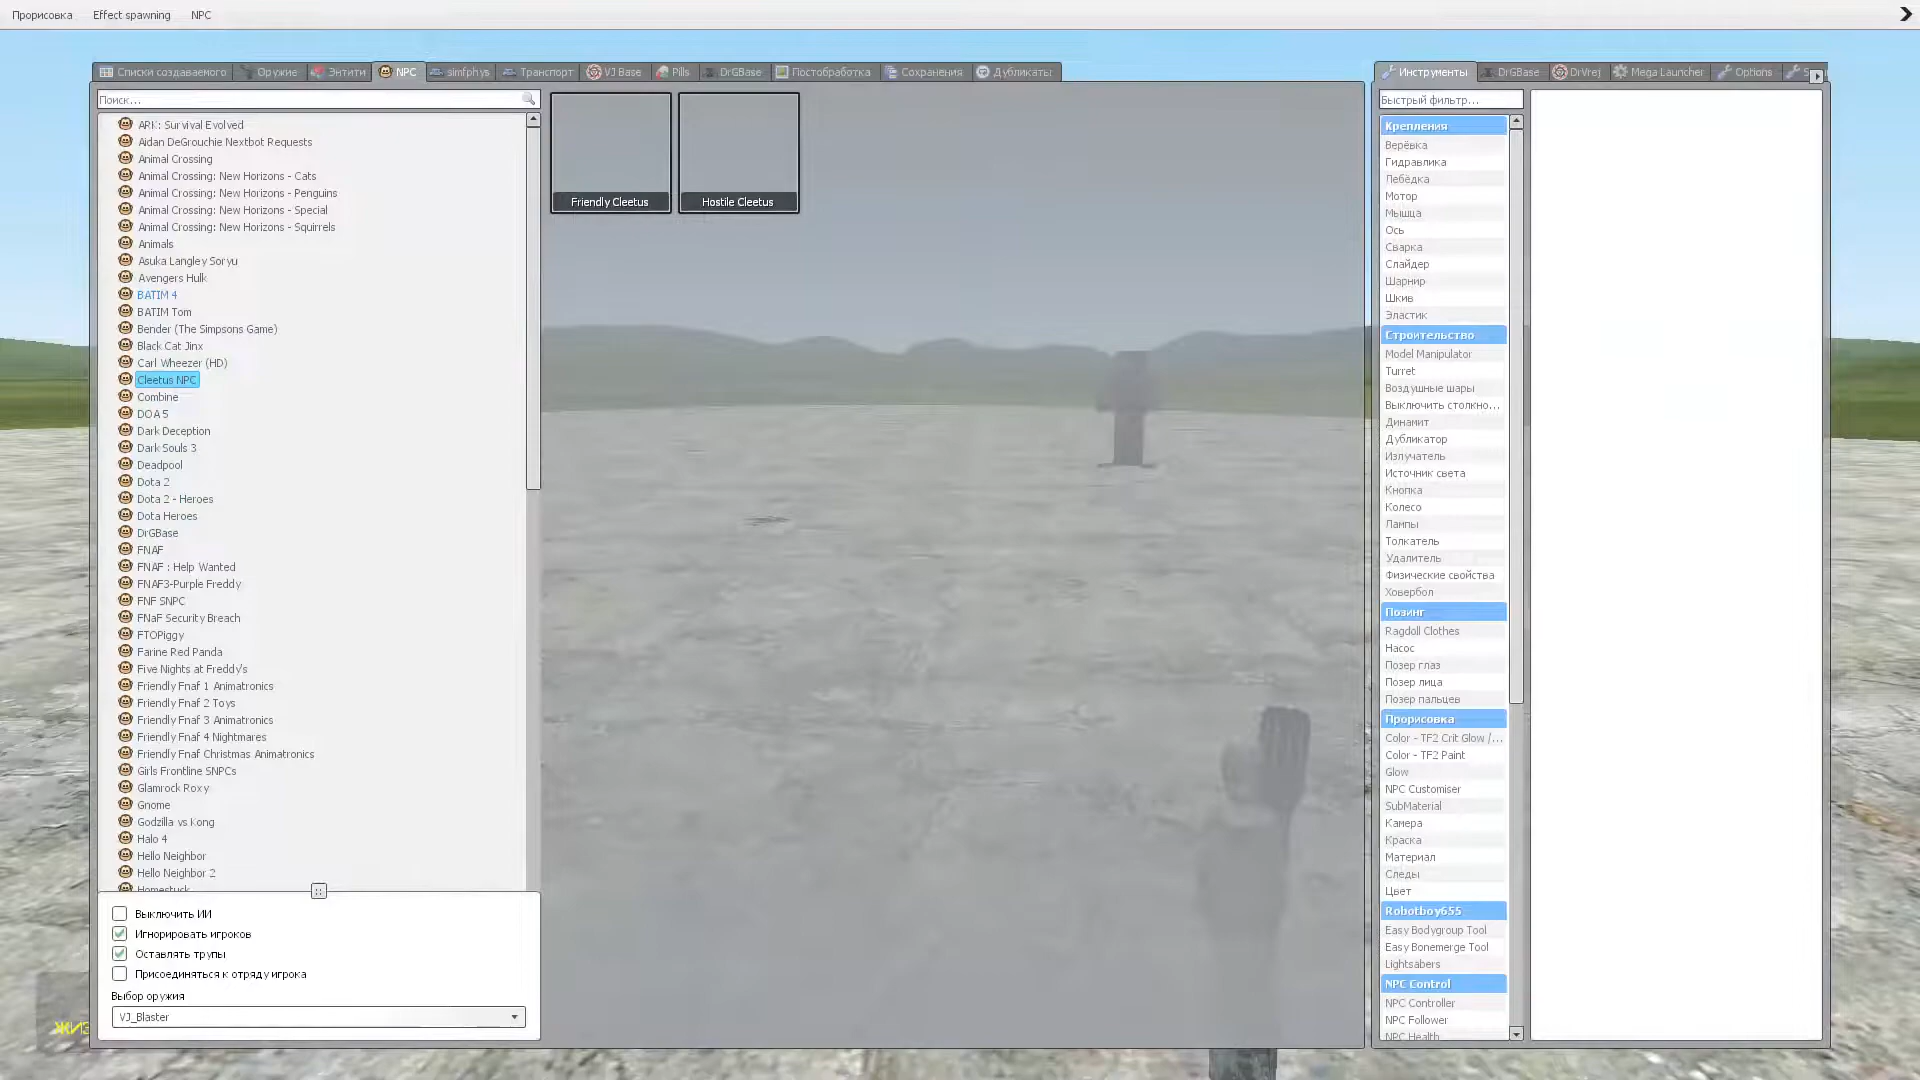 Прорисовка Effect spawning NPC
Списки создаваемого Оружие Энтити NPC simfphys Транспорт VJ Base Pills DrGBase Постобработка Сохранения Дубликаты
Поиск...
ARK: Survival Evolved
Aidan DeGrouchie Nextbot Requests
Animal Crossing
Animal Crossing: New Horizons - Cats
Animal Crossing: New Horizons - Penguins
Animal Crossing: New Horizons - Special
Animal Crossing: New Horizons - Squirrels
Animals
Asuka Langley Soryu
Avengers Hulk
BATIM 4
BATIM Tom
Bender (The Simpsons Game)
Black Cat Jinx
Carl Wheezer (HD)
Cleetus NPC
Combine
DOA 5
Dark Deception
Dark Souls 3
Deadpool
Dota 2
Dota 2 - Heroes
Dota Heroes
DrGBase
FNAF
FNAF : Help Wanted
FNAF3-Purple Freddy
FNF SNPC
FNaF Security Breach
FTOPiggy
Farine Red Panda
Five Nights at Freddy's
Friendly Fnaf 1 Animatronics
Friendly Fnaf 2 Toys
Friendly Fnaf 3 Animatronics
Friendly Fnaf 4 Nightmares
Friendly Fnaf Christmas Animatronics
Girls Frontline SNPCs
Glamrock Roxy
Gnome
Godzilla vs Kong
Halo 4
Hello Neighbor
Hello Neighbor 2
Homestuck
Выключить ИИ
Игнорировать игроков
Оставлять трупы
Присоединяться к отряду игрока
Выбор оружия
VJ_Blaster
Friendly Cleetus Hostile Cleetus
Инструменты DrGBase DrVrej Mega Launcher Options
Быстрый фильтр...
Крепления
Верёвка
Гидравлика
Лебёдка
Мотор
Мышца
Ось
Сварка
Слайдер
Шарнир
Шкив
Эластик
Строительство
Model Manipulator
Turret
Воздушные шары
Выключить столкно...
Динамит
Дубликатор
Излучатель
Источник света
Кнопка
Колесо
Лампы
Толкатель
Удалитель
Физические свойства
Ховербол
Позинг
Ragdoll Clothes
Насос
Позер глаз
Позер лица
Позер пальцев
Прорисовка
Color - TF2 Crit Glow /...
Color - TF2 Paint
Glow
NPC Customiser
SubMaterial
Камера
Краска
Материал
Следы
Цвет
Robotboy655
Easy Bodygroup Tool
Easy Bonemerge Tool
Lightsabers
NPC Control
NPC Controller
NPC Follower
NPC Health